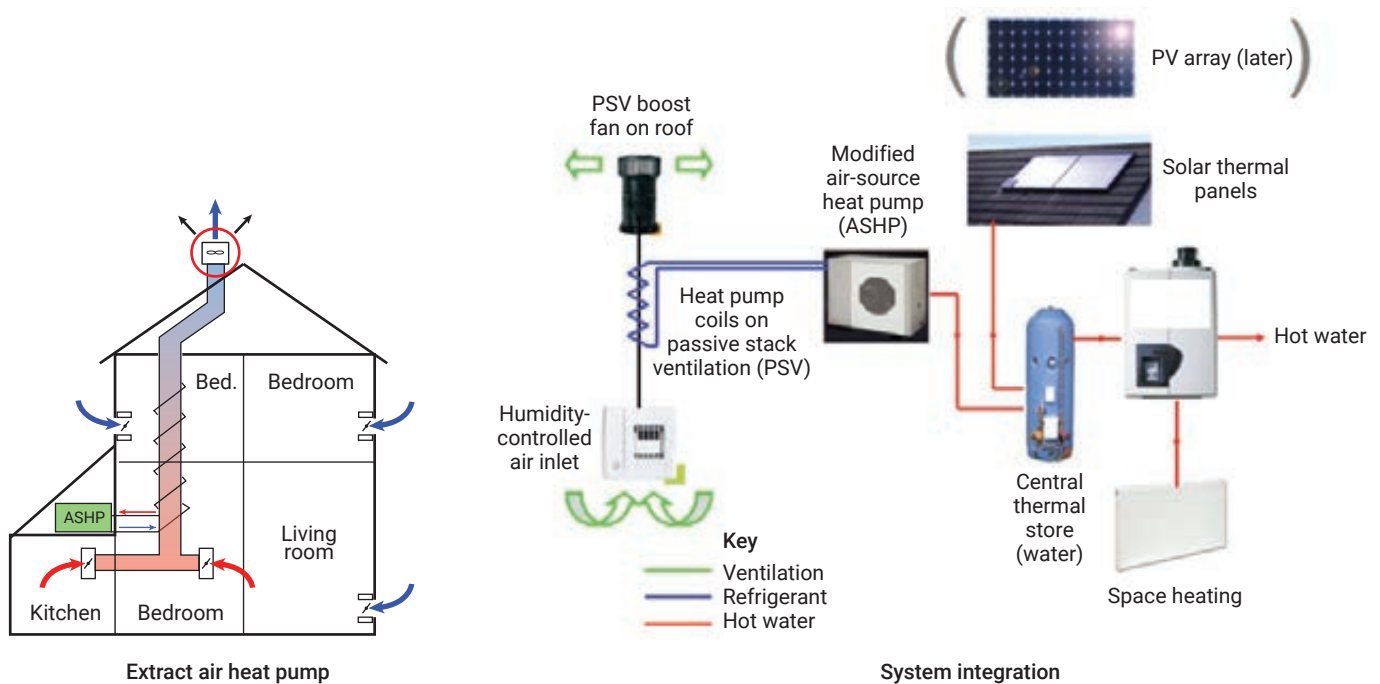 PV array (later)
PSV boost
fan on roof
Modified
air-source
heat pump
(ASHP)
Solar thermal
panels
Heat pump
coils on
passive stack
ventilation (PSV)
Hot water
Humidity-
controlled
air inlet
Central
thermal
store
(water)
Space heating
Key
Ventilation
Refrigerant
Hot water
System integration
Bed.
Bedroom
ASHP
Living
room
Kitchen
Bedroom
Extract air heat pump